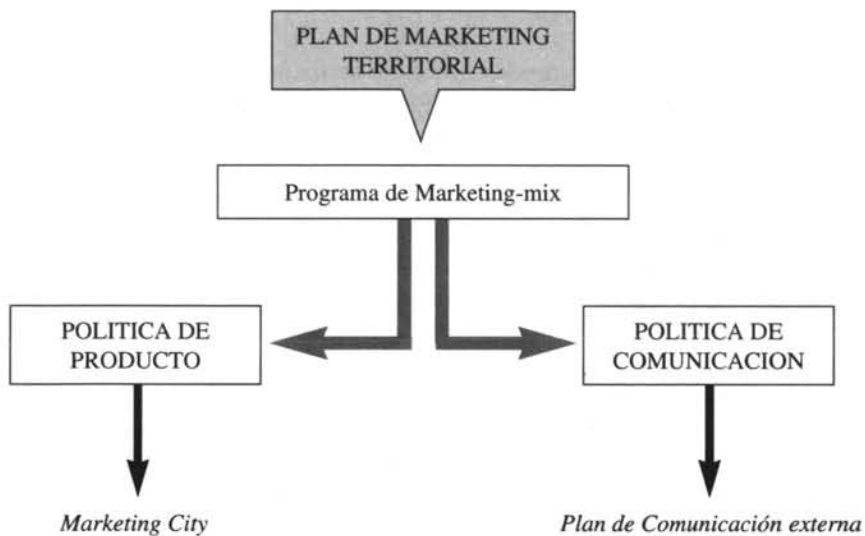 PLAN DE MARKETING
TERRITORIAL
Programa de Marketing-mix
POLITICA DE
PRODUCTO
POLITICA DE
COMUNICACION
Marketing City
Plan de Comunicación externa